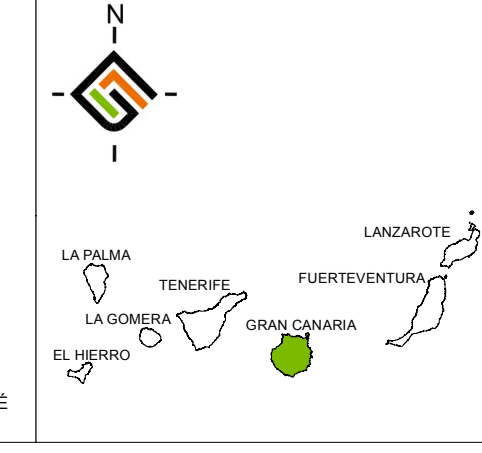 N
LANZAROTE
LA PALMA
TENERIFE
FUERTEVENTURA
LA GOMERA
GRAN CANARIA
EL HIERRO
É